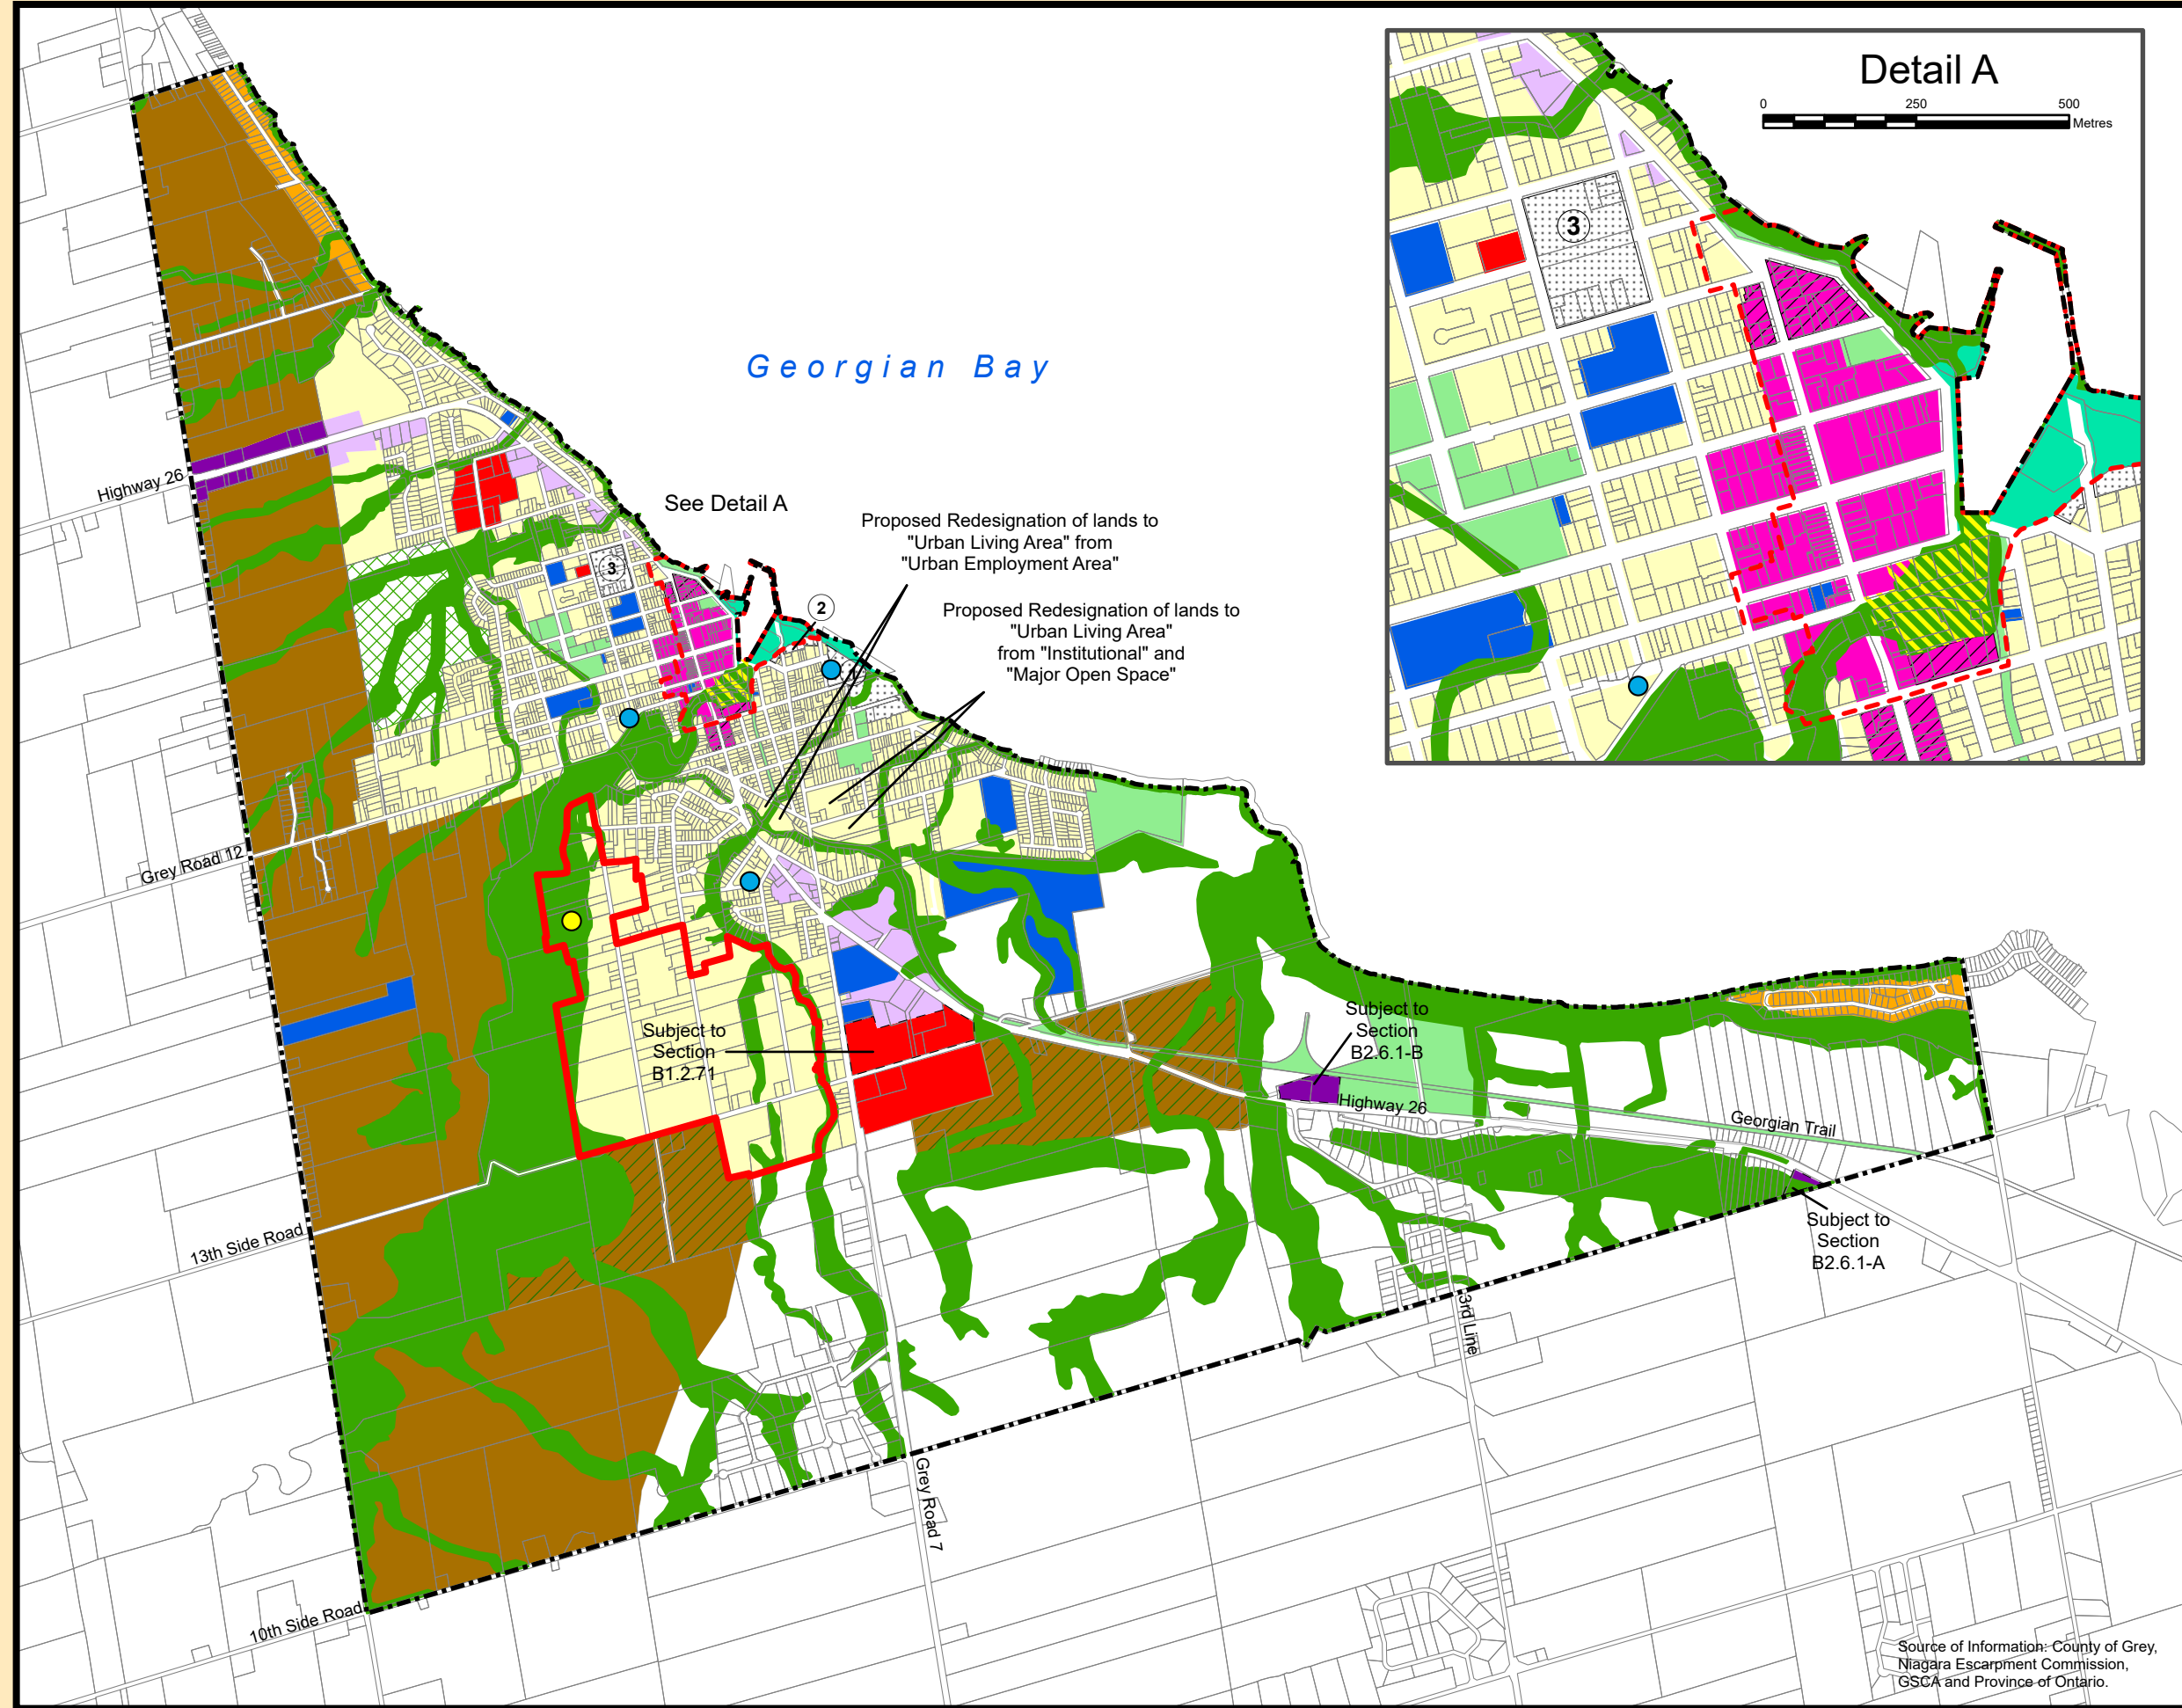 Detail A
0 250 500
Metres
3
Georgian Bay
Highway 26
See Detail A
Proposed Redesignation of lands to
"Urban Living Area" from
"Urban Employment Area"
3
Proposed Redesignation of lands to
"Urban Living Area"
from "Institutional" and
"Major Open Space"
2
Grey Road 12
Subject to
Section
B1.2.71
Subject to
Section
B2.6.1-B
Highway 26
Georgian Trail
Subject to
Section
B2.6.1-A
13th Side Road
3rd Line
Grey Road 7
10th Side Road
Source of Information: County of Grey,
Niagara Escarpment Commission,
GSCA and Province of Ontario.